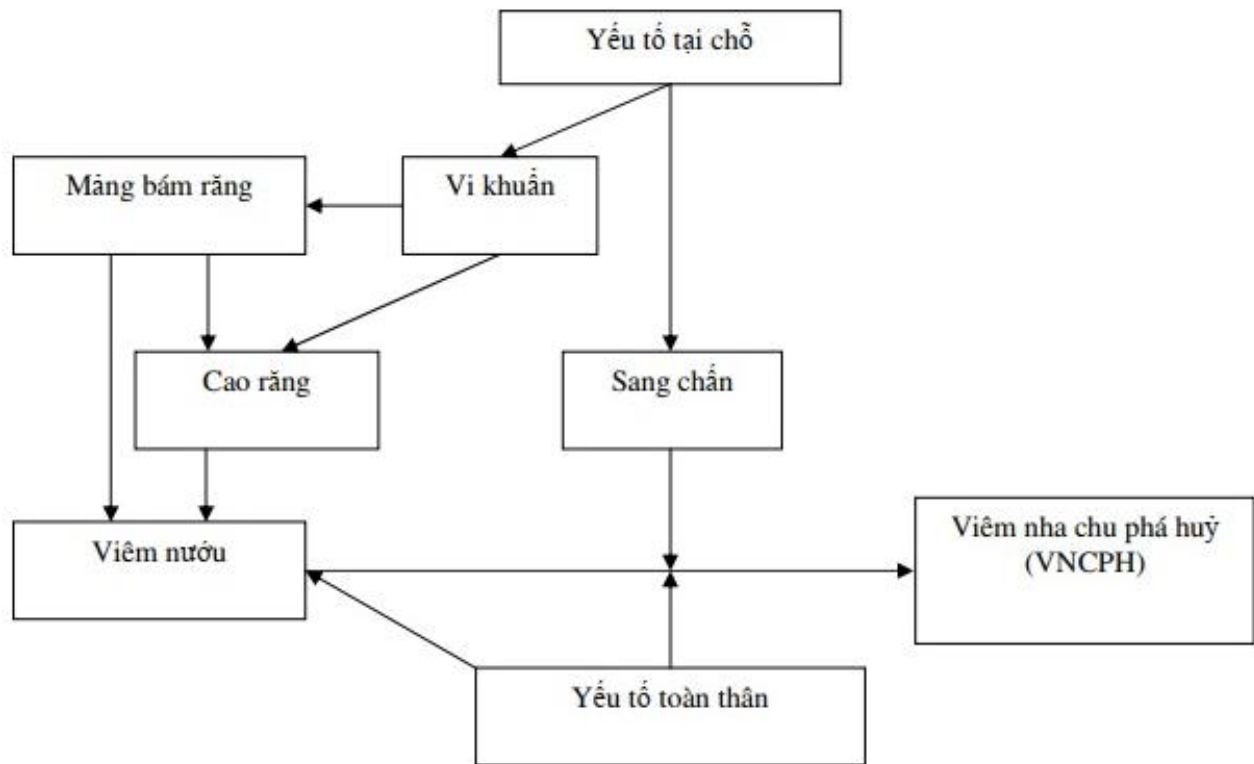 Yếu tố tại chỗ
Mảng bám răng
Vi khuẩn
Cao răng
Sang chấn
Viêm nướu
Viêm nha chu phá huỷ
(VNCPH)
Yếu tố toàn thân